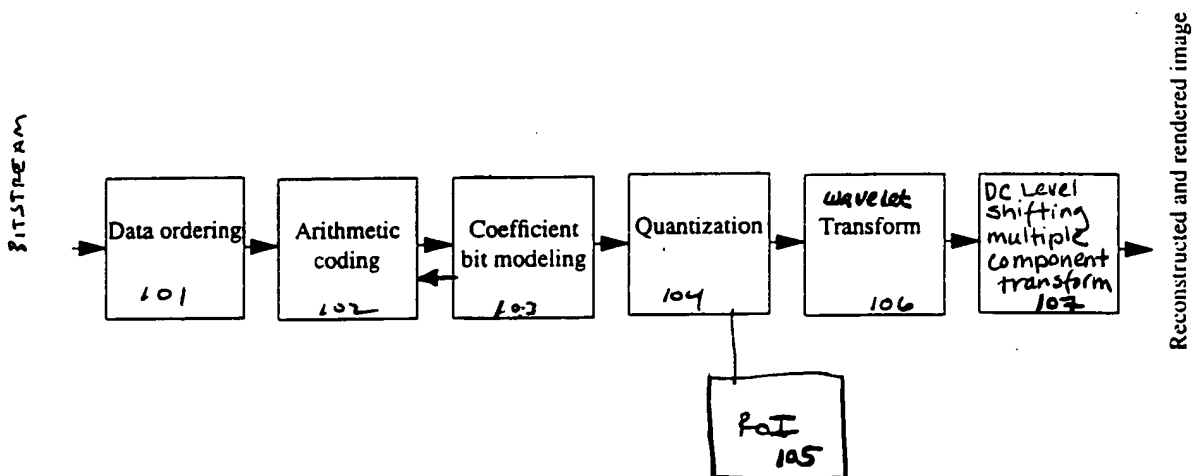 BITSTREAM
Data ordering
101
Arithmetic
coding
102
Coefficient
bit modeling
103
Quantization
104
wavelet
Transform
106
DC Level
shifting
multiple
component
transform
107
RoI
105
Reconstructed and rendered image